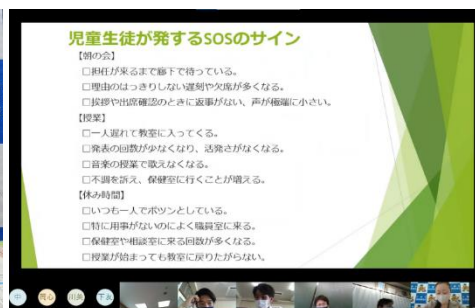 児童生徒が発するSOSのサイン
【朝の会】
□担任が来るまで廊下で待っている。
□理由のはっきりしない遅刻や欠席が多くなる。
□挨拶や出席確認のときに返事がない、声が極端に小さい。
【授業】
□一人遅れて教室に入ってくる。
□発表の回数が少なくなり、活発さがなくなる。
□音楽の授業で歌えなくなる。
□不調を訴え、保健室に行くことが増える。
【休み時間】
□いつも一人でポツンとしている。
□特に用事がないのによく職員室に来る。
□保健室や相談室に来る回数が多くなる。
□授業が始まっても教室に戻りたがらない。
中